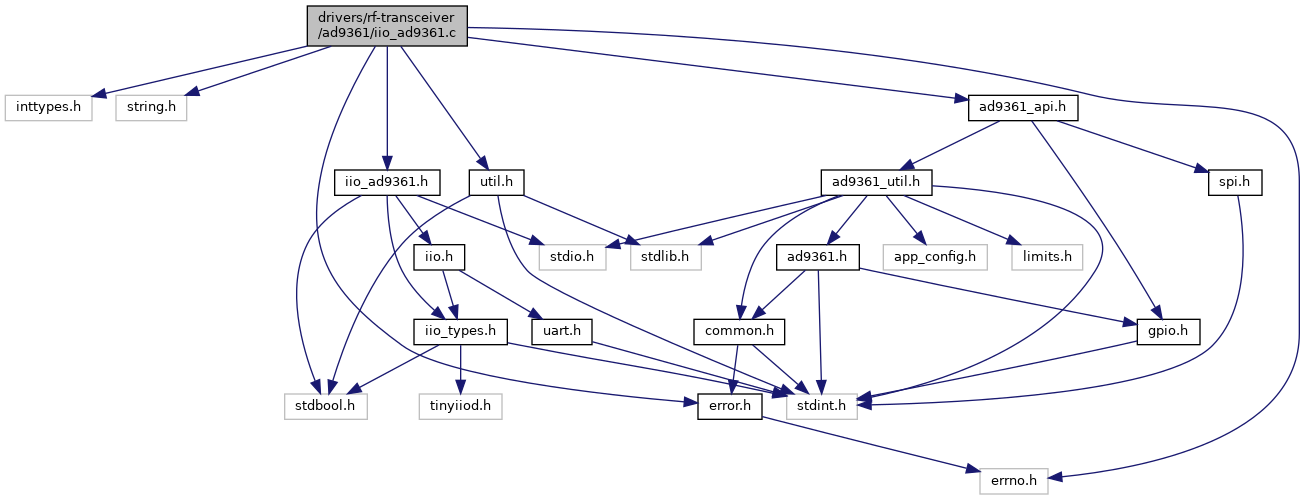 drivers/rf-transceiver
/ad9361/iio_ad9361.c
inttypes.h
string.h
ad9361_api.h
iio_ad9361.h
util.h
ad9361_util.h
spi.h
iio.h
stdio.h
stdlib.h
ad9361.h
app_config.h
limits.h
iio_types.h
uart.h
common.h
gpio.h
stdbool.h
tinyiiod.h
error.h
stdint.h
errno.h